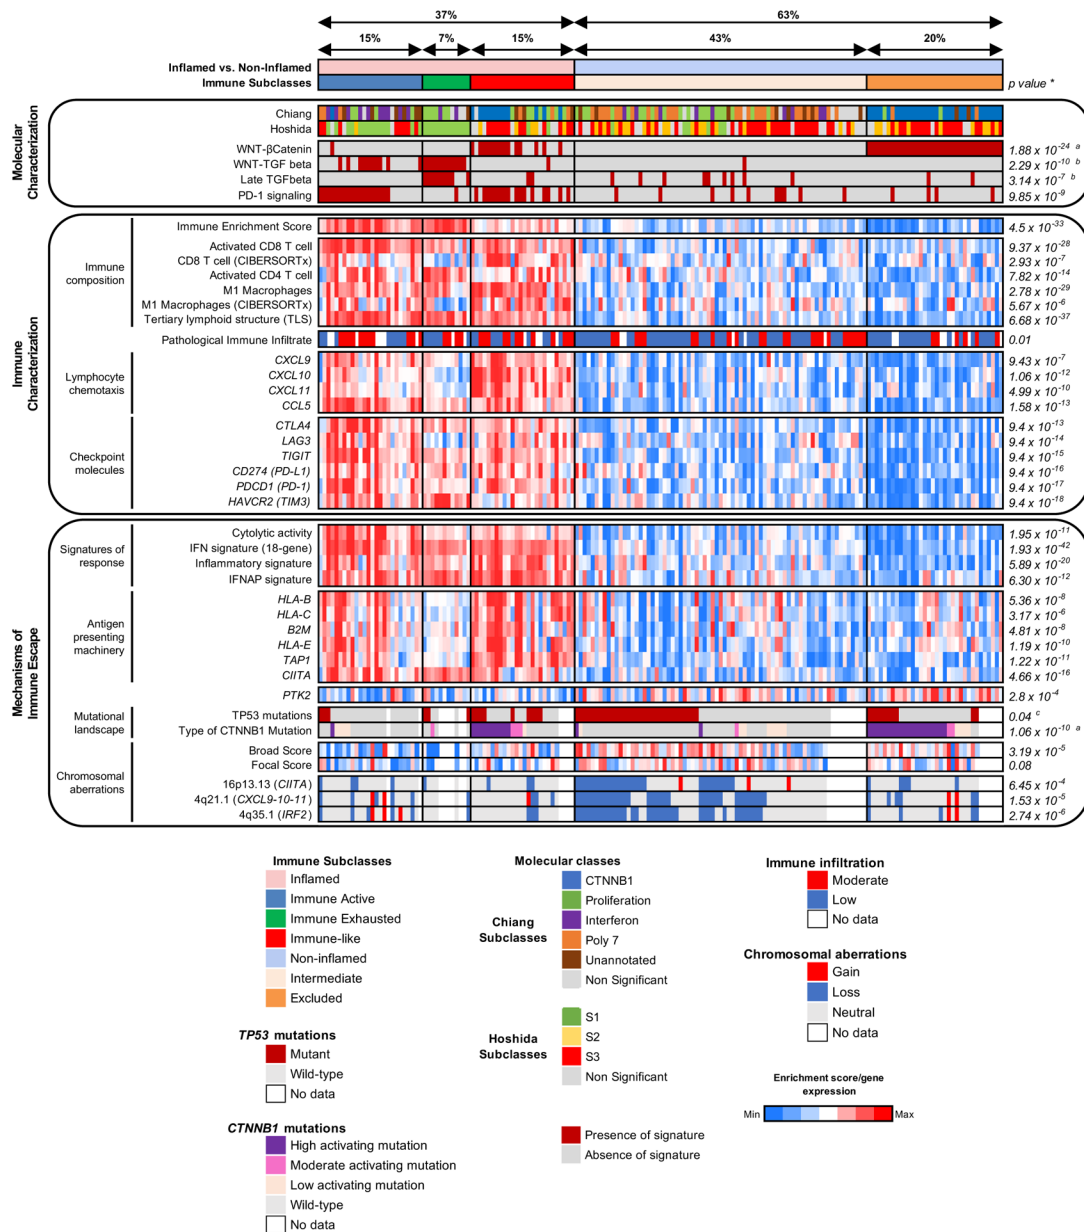 37%
63%
15%
7%
15%
43%
20%
Inflamed vs. Non-Inflamed
Immune Subclasses
p value *
Molecular
Characterization
Chiang
Hoshida
WNT-βCatenin
1.88 x 10⁻²⁴ ᵃ
WNT-TGF beta
2.29 x 10⁻¹⁰ ᵇ
Late TGFbeta
3.14 x 10⁻⁷ ᵇ
PD-1 signaling
9.85 x 10⁻⁹
Immune
Characterization
Immune Enrichment Score
4.5 x 10⁻³³
Immune
composition
Activated CD8 T cell
9.37 x 10⁻²⁸
CD8 T cell (CIBERSORTx)
2.93 x 10⁻⁷
Activated CD4 T cell
7.82 x 10⁻¹⁴
M1 Macrophages
2.78 x 10⁻²⁹
M1 Macrophages (CIBERSORTx)
5.67 x 10⁻⁶
Tertiary lymphoid structure (TLS)
6.68 x 10⁻³⁷
Pathological Immune Infiltrate
0.01
Lymphocyte
chemotaxis
CXCL9
9.43 x 10⁻⁷
CXCL10
1.06 x 10⁻¹²
CXCL11
4.99 x 10⁻¹⁰
CCL5
1.58 x 10⁻¹³
Checkpoint
molecules
CTLA4
9.4 x 10⁻¹³
LAG3
9.4 x 10⁻¹⁴
TIGIT
9.4 x 10⁻¹⁵
CD274 (PD-L1)
9.4 x 10⁻¹⁶
PDCD1 (PD-1)
9.4 x 10⁻¹⁷
HAVCR2 (TIM3)
9.4 x 10⁻¹⁸
Mechanisms of
Immune Escape
Signatures of
response
Cytolytic activity
1.95 x 10⁻¹¹
IFN signature (18-gene)
1.93 x 10⁻⁴²
Inflammatory signature
5.89 x 10⁻²⁰
IFNAP signature
6.30 x 10⁻¹²
Antigen
presenting
machinery
HLA-B
5.36 x 10⁻⁸
HLA-C
3.17 x 10⁻⁶
B2M
4.81 x 10⁻⁸
HLA-E
1.19 x 10⁻¹⁰
TAP1
1.22 x 10⁻¹¹
CIITA
4.66 x 10⁻¹⁶
PTK2
2.8 x 10⁻⁴
Mutational
landscape
TP53 mutations
0.04 ᶜ
Type of CTNNB1 Mutation
1.06 x 10⁻¹⁰ ᵃ
Chromosomal
aberrations
Broad Score
3.19 x 10⁻⁵
Focal Score
0.08
16p13.13 (CIITA)
6.45 x 10⁻⁴
4q21.1 (CXCL9-10-11)
1.53 x 10⁻⁵
4q35.1 (IRF2)
2.74 x 10⁻⁶
Immune Subclasses
Inflamed
Immune Active
Immune Exhausted
Immune-like
Non-inflamed
Intermediate
Excluded
TP53 mutations
Mutant
Wild-type
No data
CTNNB1 mutations
High activating mutation
Moderate activating mutation
Low activating mutation
Wild-type
No data
Molecular classes
Chiang
Subclasses
CTNNB1
Proliferation
Interferon
Poly 7
Unannotated
Non Significant
Hoshida
Subclasses
S1
S2
S3
Non Significant
Presence of signature
Absence of signature
Immune infiltration
Moderate
Low
No data
Chromosomal aberrations
Gain
Loss
Neutral
No data
Enrichment score/gene
expression
Min
Max